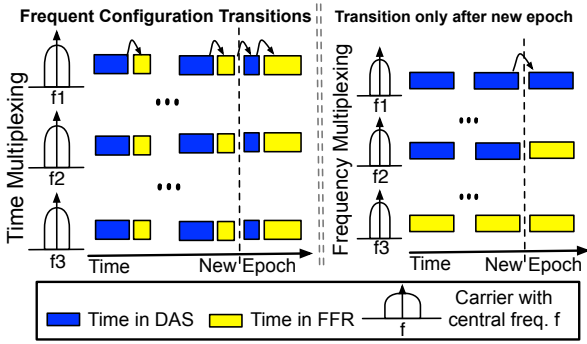 Frequent Configuration Transitions
Transition only after new epoch
Time Multiplexing
f1
f2
f3
Time
New Epoch
Frequency Multiplexing
f1
f2
f3
Time
New Epoch
Time in DAS
Time in FFR
f
Carrier with
central freq. f